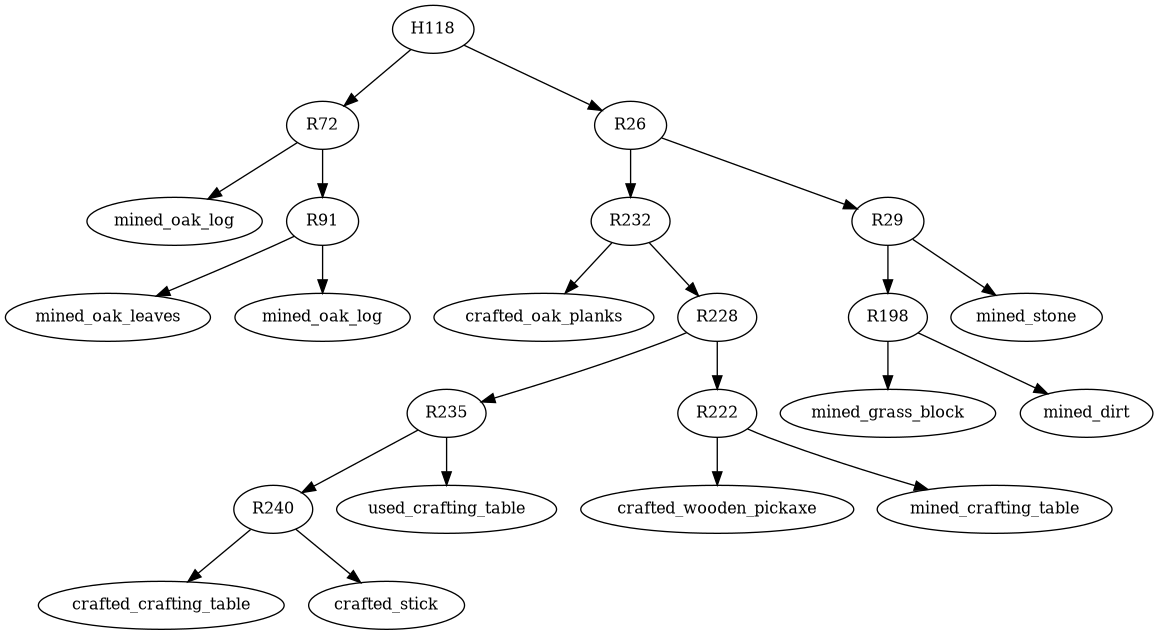 H118
R72
R26
mined_oak_log
R91
R232
R29
mined_oak_leaves
mined_oak_log
crafted_oak_planks
R228
R198
mined_stone
R235
R222
mined_grass_block
mined_dirt
R240
used_crafting_table
crafted_wooden_pickaxe
mined_crafting_table
crafted_crafting_table
crafted_stick